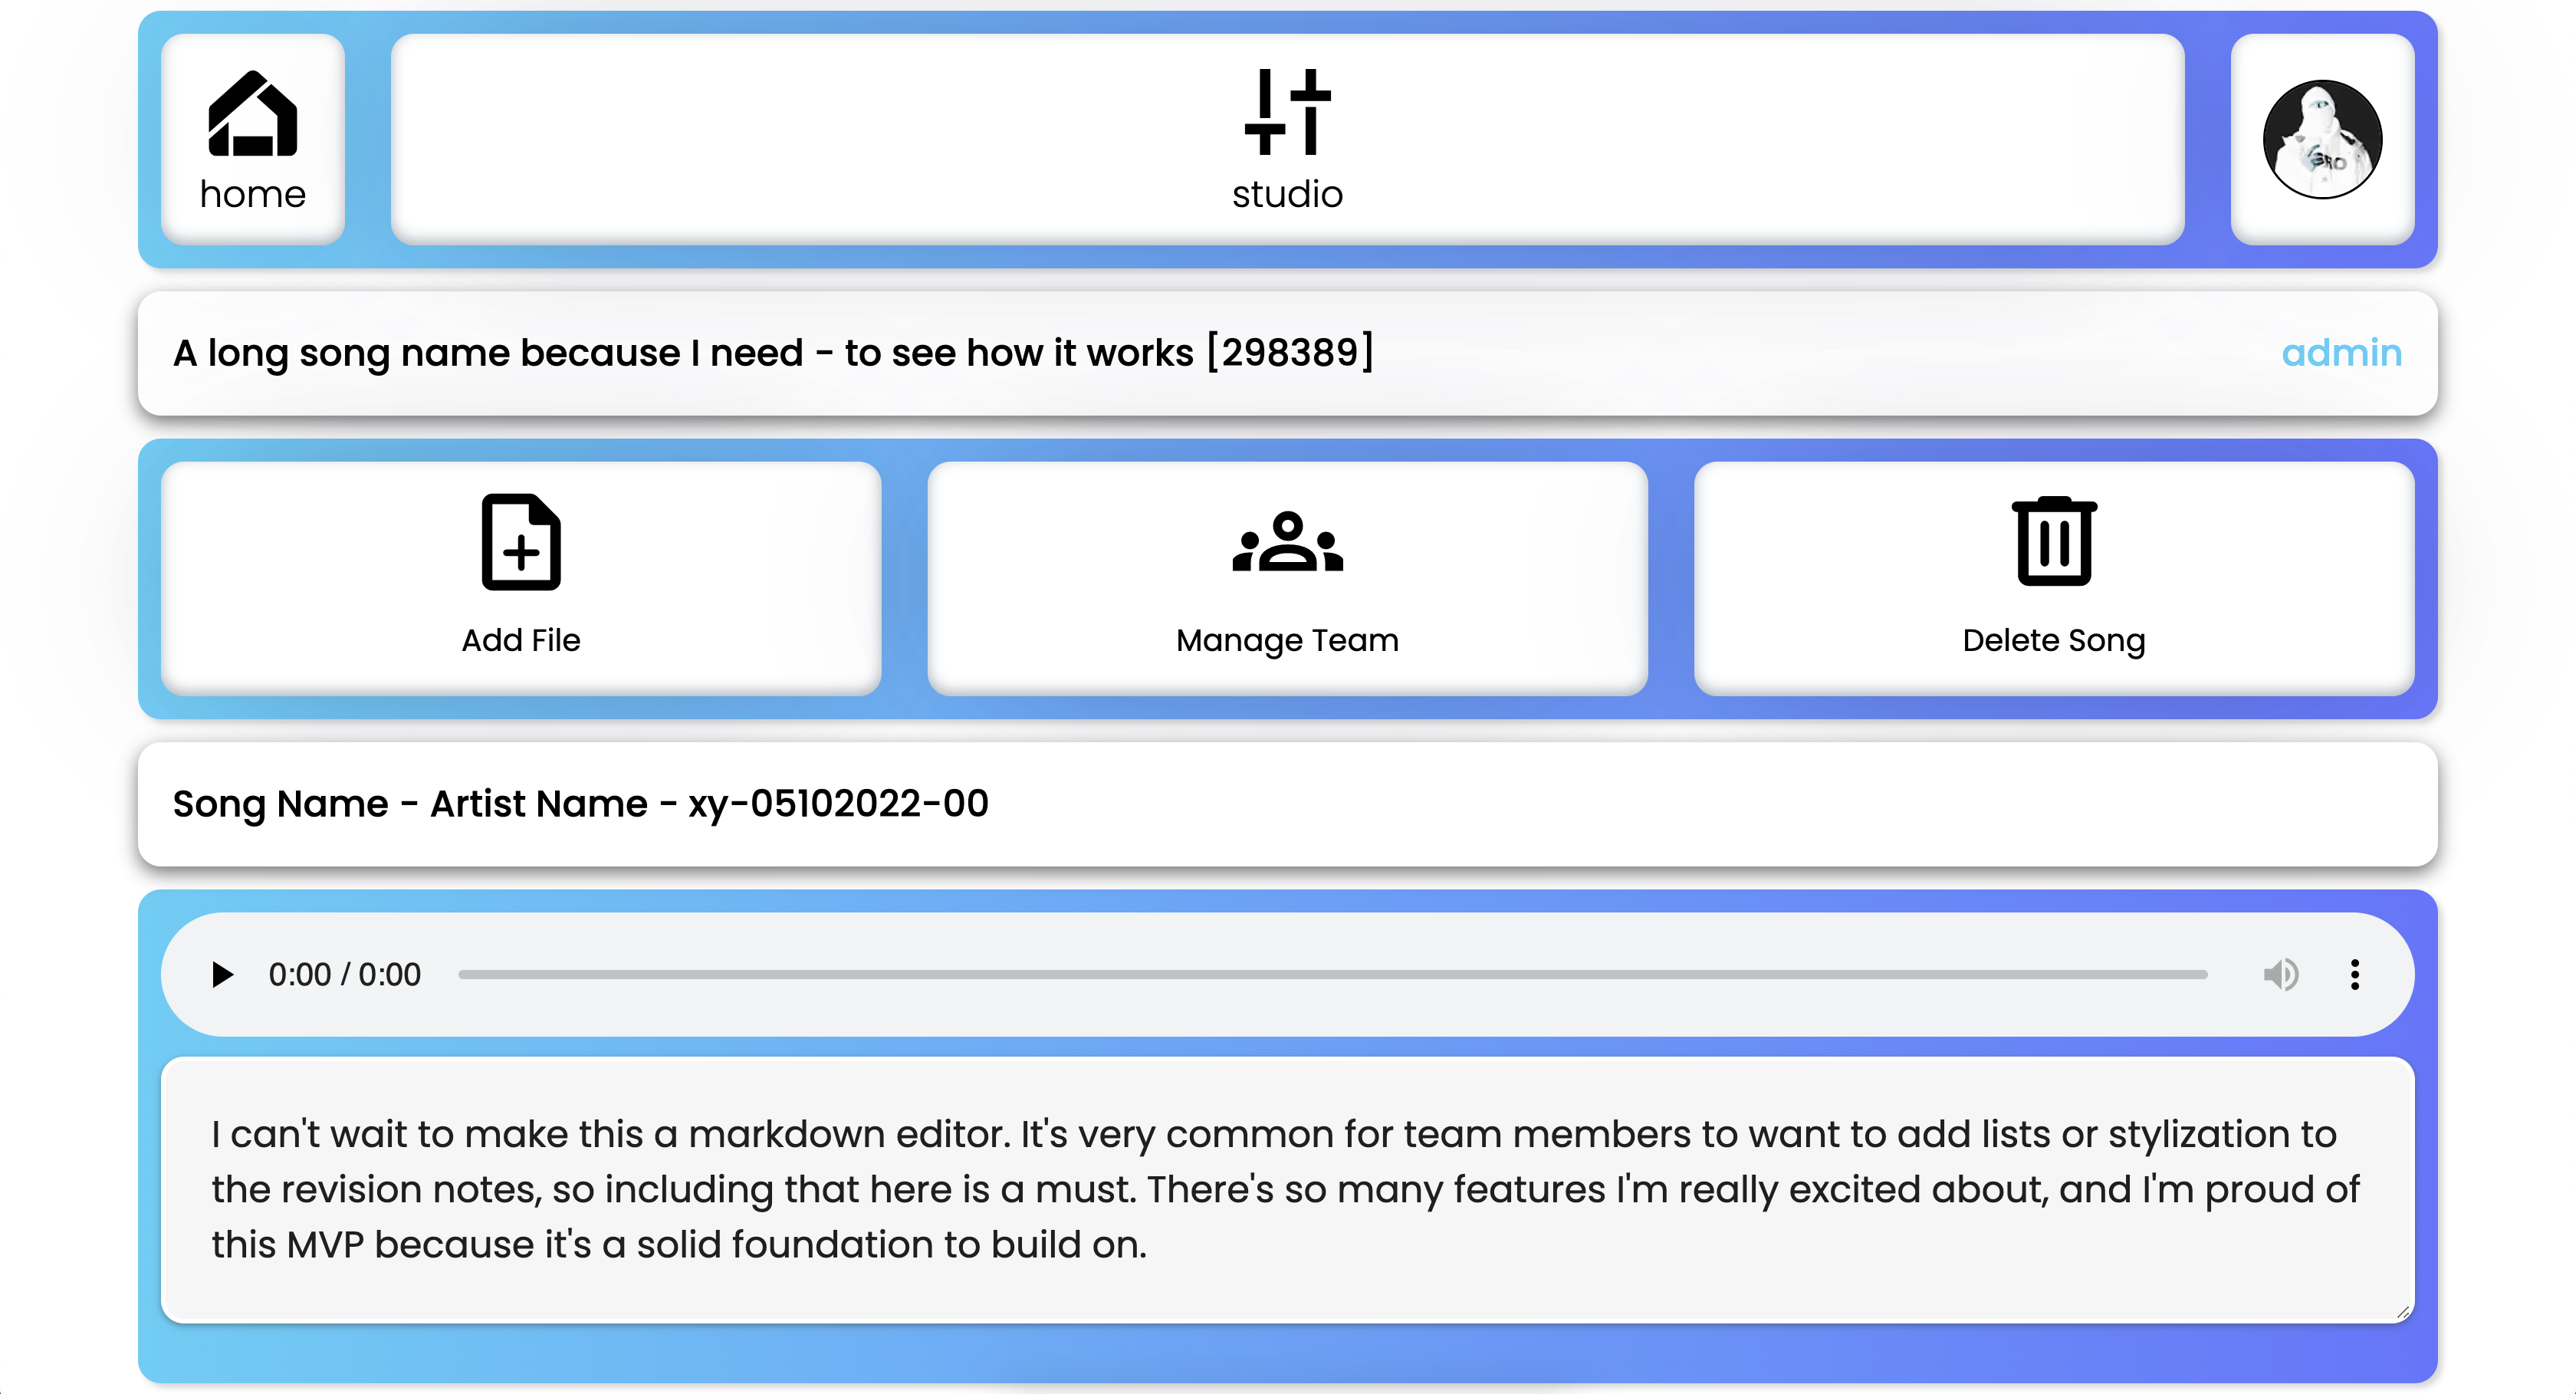 home
studio
A long song name because I need - to see how it works [298389]
admin
Add File
Manage Team
Delete Song
Song Name - Artist Name - xy-05102022-00
0:00 / 0:00
I can't wait to make this a markdown editor. It's very common for team members to want to add lists or stylization to
the revision notes, so including that here is a must. There's so many features I'm really excited about, and I'm proud of
this MVP because it's a solid foundation to build on.